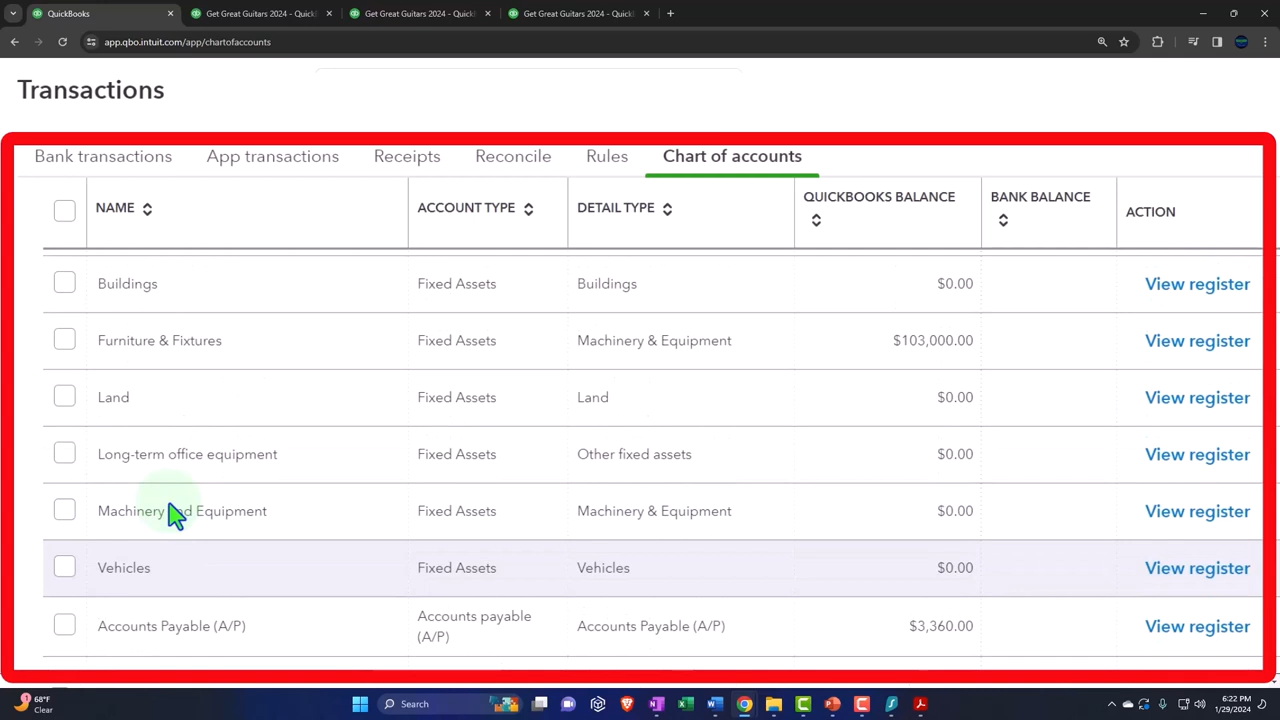 QuickBooks
Get Great Guitars 2024 -
Get Great Guitars 2024 - QuickB
Get Great Guitars 2024 - QuickB
app.qbo.intuit.com/app/chartofaccounts
Transactions
Bank transactions App transactions Receipts Reconcile Rules Chart of accounts
NAME ACCOUNT TYPE DETAIL TYPE QUICKBOOKS BALANCE BANK BALANCE ACTION
Buildings Fixed Assets Buildings $0.00 View register
Furniture & Fixtures Fixed Assets Machinery & Equipment $103,000.00 View register
Land Fixed Assets Land $0.00 View register
Long-term office equipment Fixed Assets Other fixed assets $0.00 View register
Machinery and Equipment Fixed Assets Machinery & Equipment $0.00 View register
Vehicles Fixed Assets Vehicles $0.00 View register
Accounts Payable (A/P) Accounts payable (A/P) Accounts Payable (A/P) $3,360.00 View register
68°F
Clear
Search
6:22 PM
1/29/2024